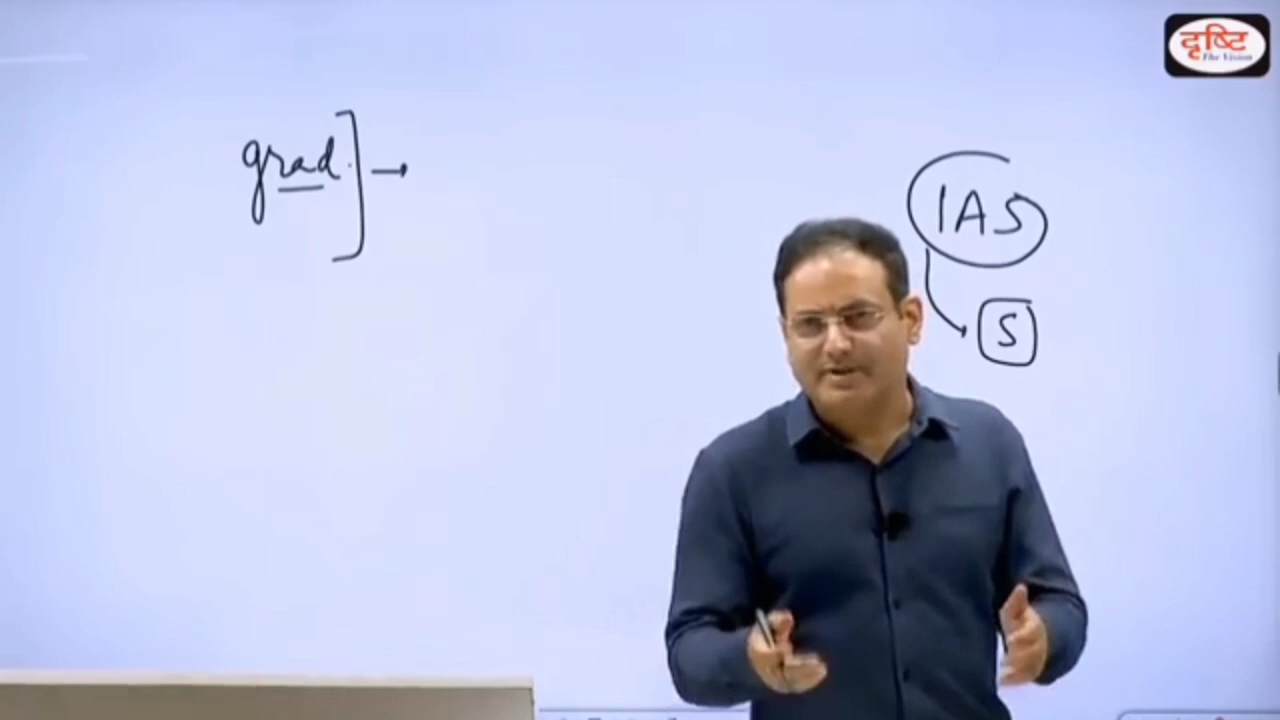 दृष्टि
The Vision
grad.] →
IAS
S